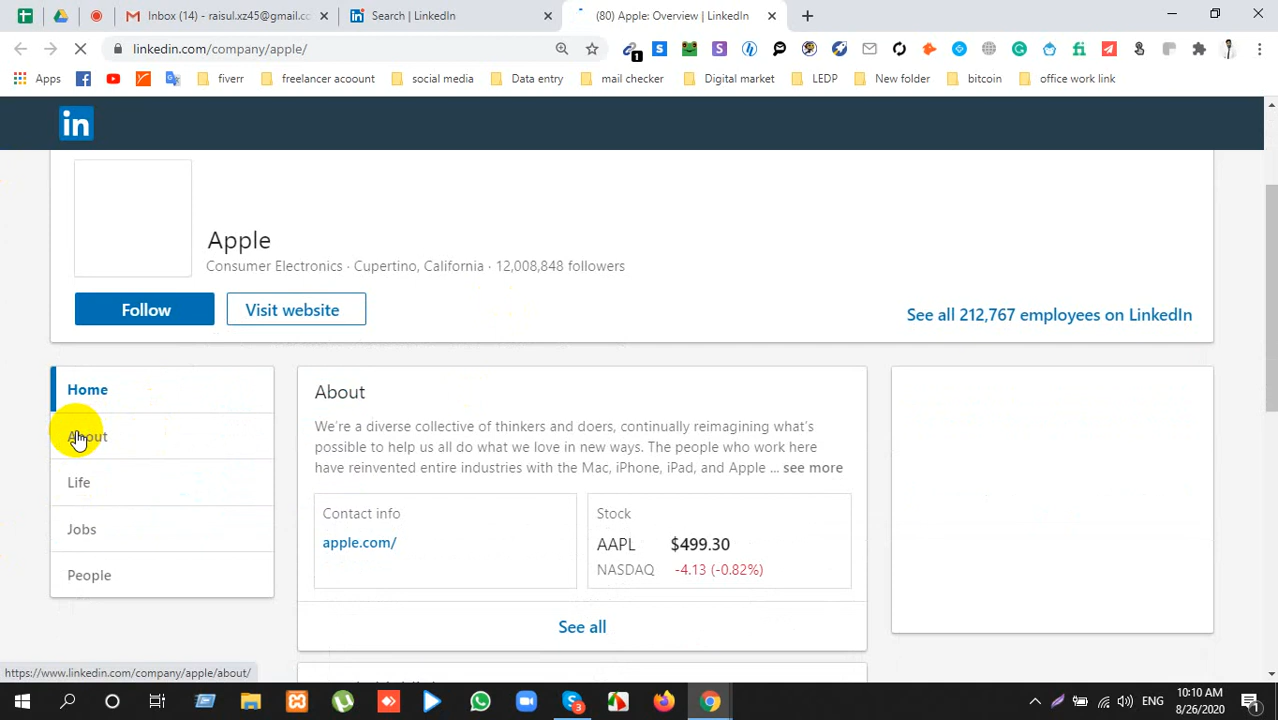 Inbox (14) - raisul.xz45@gmail.cc
Search | LinkedIn
(80) Apple: Overview | LinkedIn
linkedin.com/company/apple/
1
Apps
fiverr
freelancer acoount
social media
Data entry
mail checker
Digital market
LEDP
New folder
bitcoin
office work link
in
Apple
Consumer Electronics · Cupertino, California · 12,008,848 followers
Follow
Visit website
See all 212,767 employees on LinkedIn
Home
About
Life
Jobs
People
About
We're a diverse collective of thinkers and doers, continually reimagining what's
possible to help us all do what we love in new ways. The people who work here
have reinvented entire industries with the Mac, iPhone, iPad, and Apple ... see more
Contact info
apple.com/
Stock
AAPL $499.30
NASDAQ -4.13 (-0.82%)
See all
https://www.linkedin.com/company/apple/about/
3
ENG
10:10 AM
8/26/2020
1